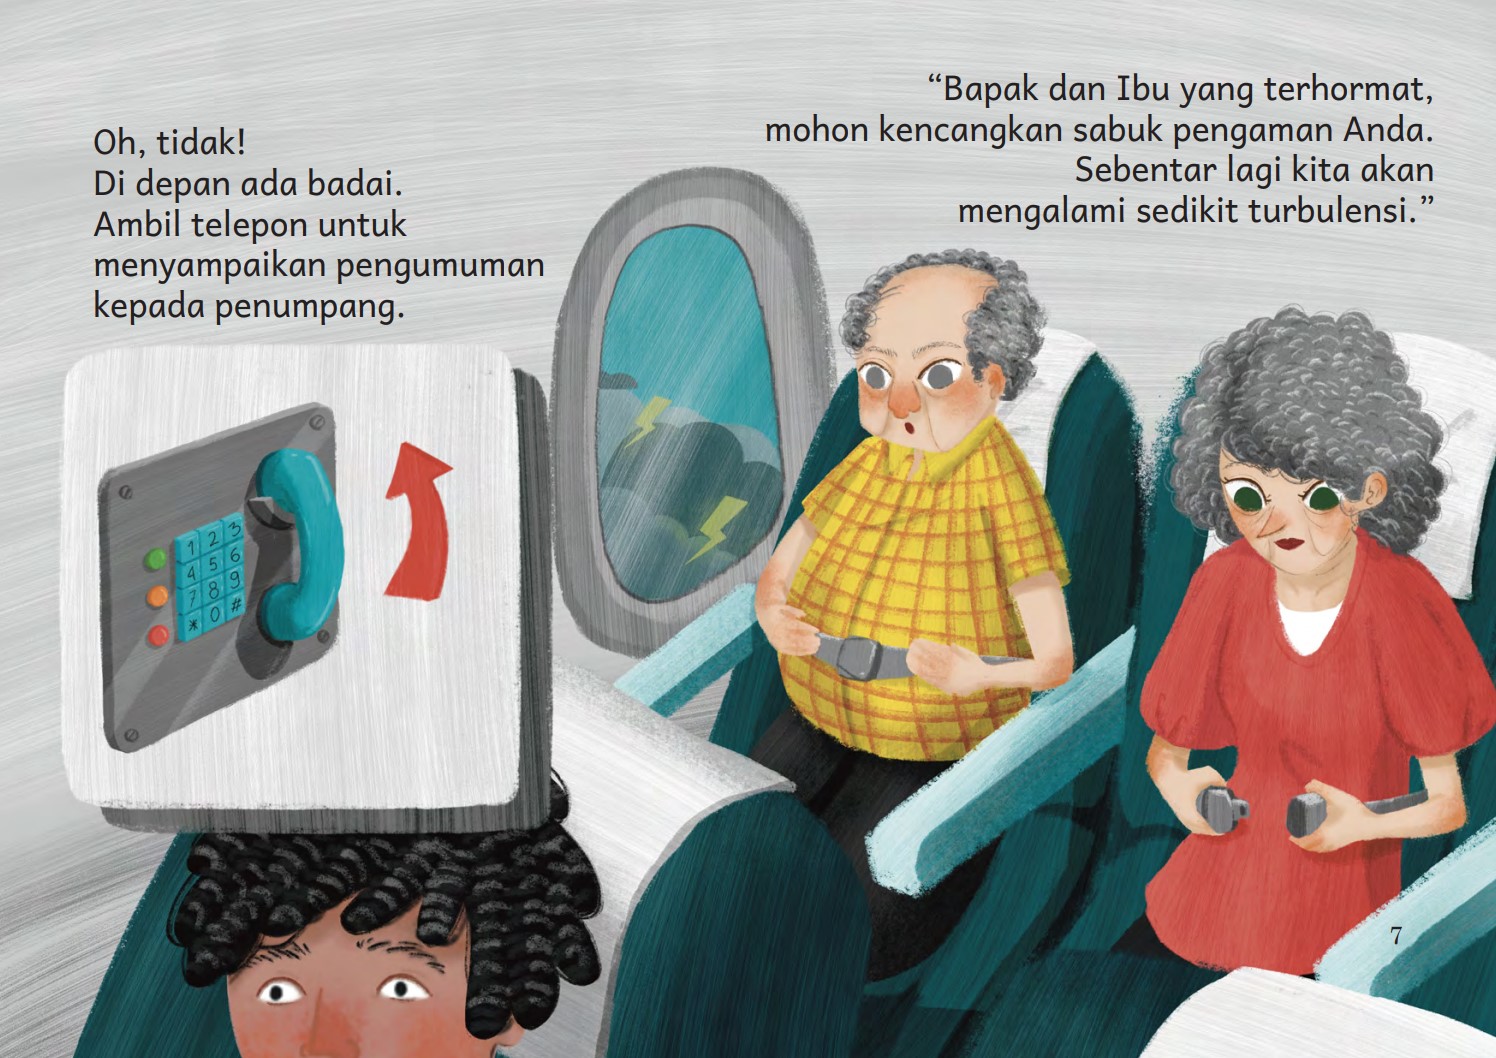 Oh, tidak!
Di depan ada badai.
Ambil telepon untuk
menyampaikan pengumuman
kepada penumpang.
“Bapak dan Ibu yang terhormat,
mohon kencangkan sabuk pengaman Anda.
Sebentar lagi kita akan
mengalami sedikit turbulensi.”
1 2 3
4 5 6
7 8 9
* 0 #
7